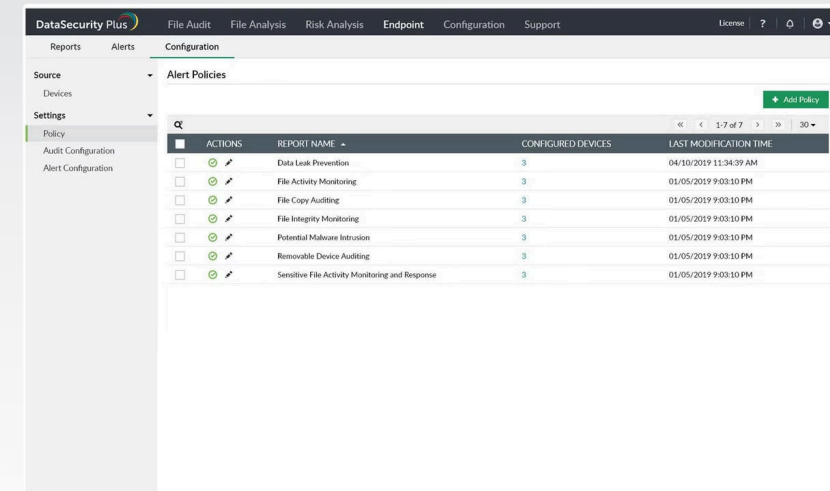 DataSecurity Plus File Audit File Analysis Risk Analysis Endpoint Configuration Support License ?
Reports Alerts Configuration
Source
Devices
Settings
Policy
Audit Configuration
Alert Configuration
Alert Policies
+ Add Policy
« < 1-7 of 7 > » 30
ACTIONS REPORT NAME CONFIGURED DEVICES LAST MODIFICATION TIME
Data Leak Prevention 3 04/10/2019 11:34:39 AM
File Activity Monitoring 3 01/05/2019 9:03:10 PM
File Copy Auditing 3 01/05/2019 9:03:10 PM
File Integrity Monitoring 3 01/05/2019 9:03:10 PM
Potential Malware Intrusion 3 01/05/2019 9:03:10 PM
Removable Device Auditing 3 01/05/2019 9:03:10 PM
Sensitive File Activity Monitoring and Response 3 01/05/2019 9:03:10 PM